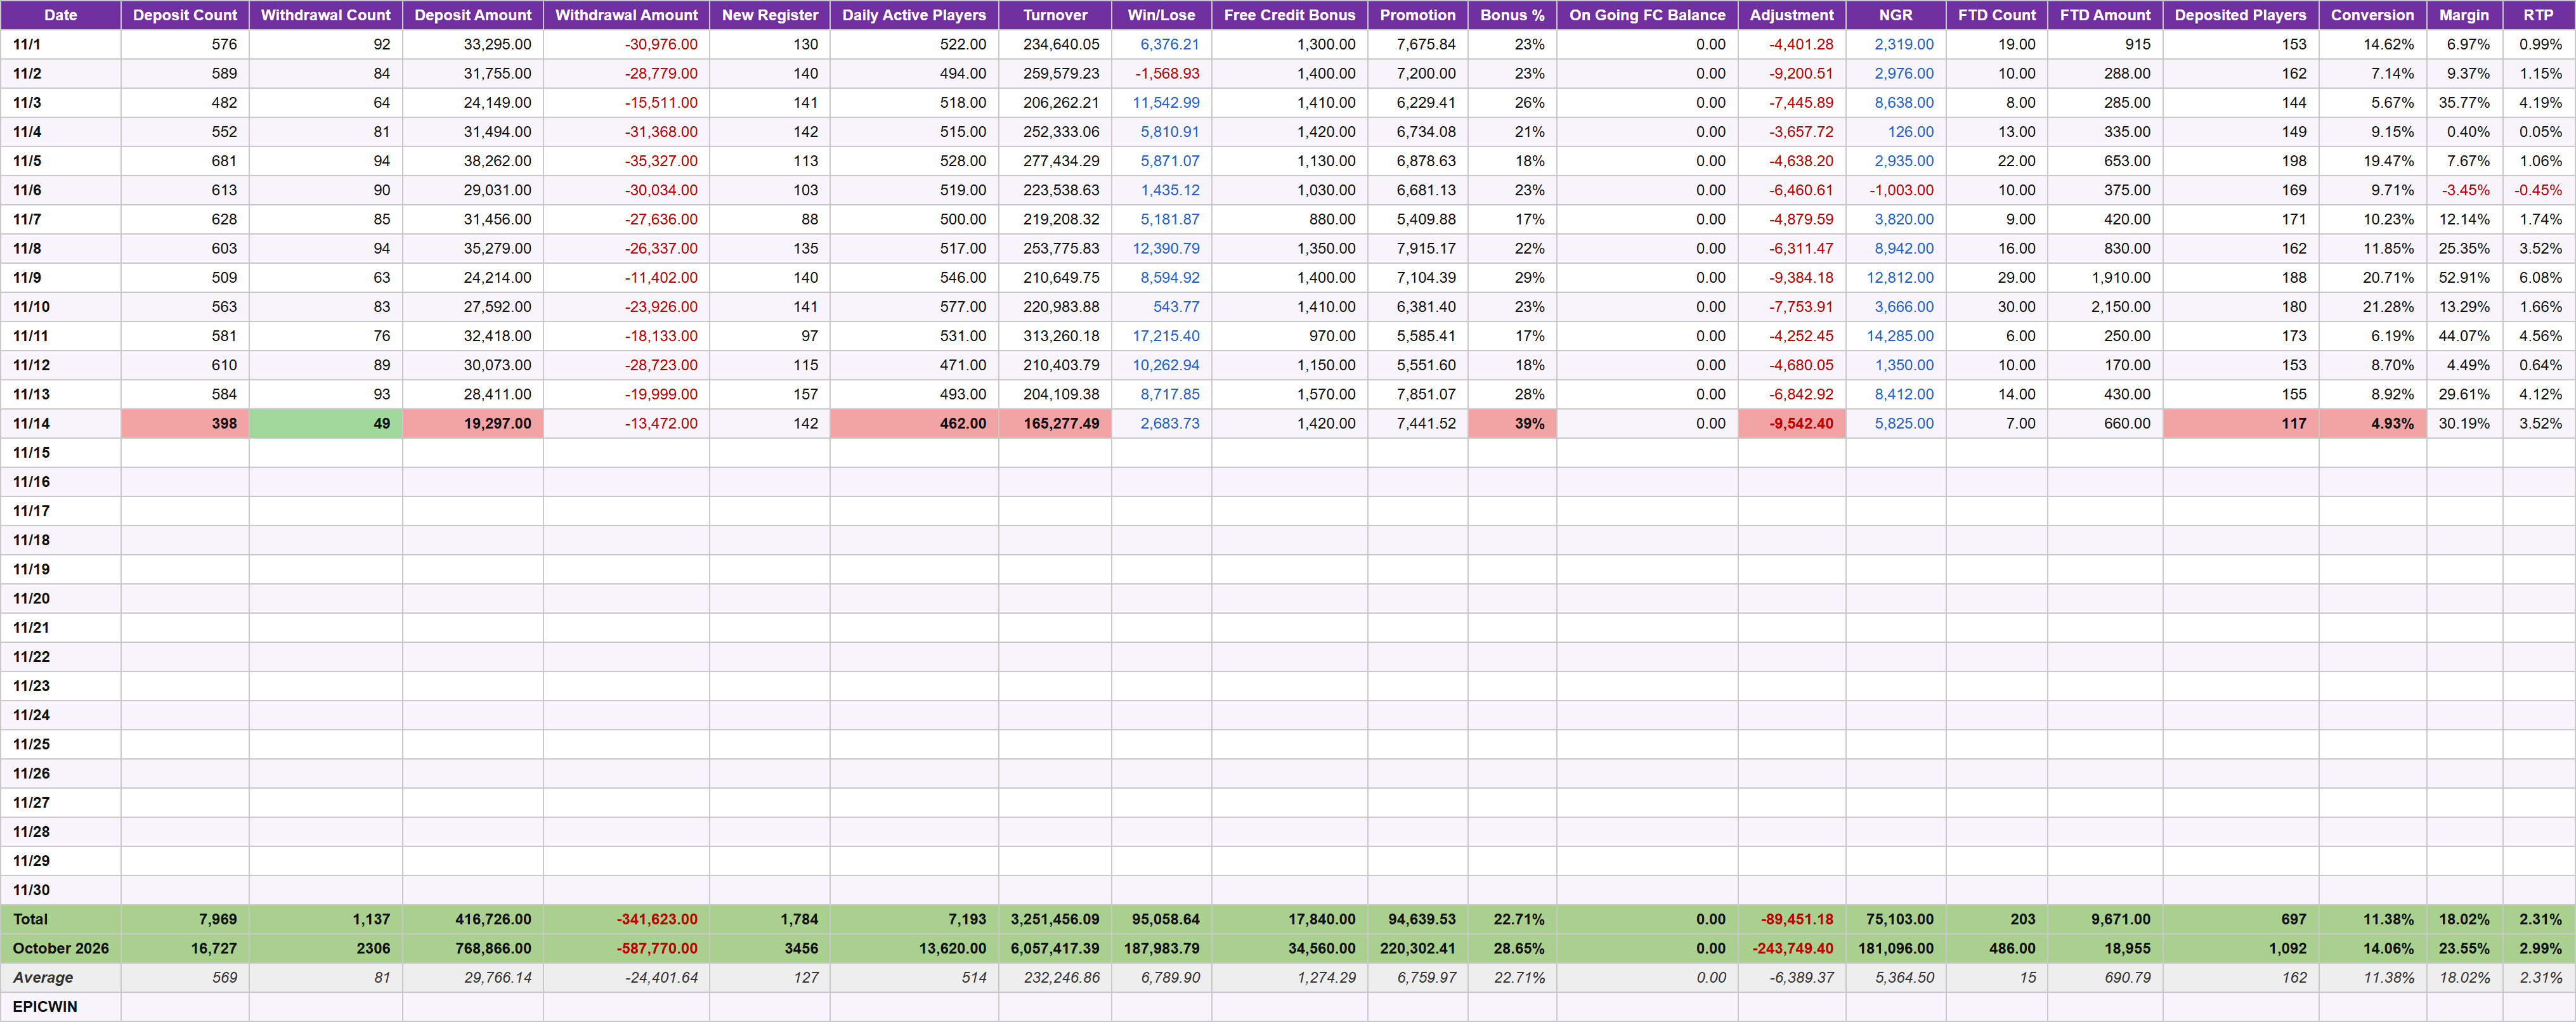 Date Deposit Count Withdrawal Count Deposit Amount Withdrawal Amount New Register Daily Active Players Turnover Win/Lose Free Credit Bonus Promotion Bonus % On Going FC Balance Adjustment NGR FTD Count FTD Amount Deposited Players Conversion Margin RTP
11/1 576 92 33,295.00 -30,976.00 130 522.00 234,640.05 6,376.21 1,300.00 7,675.84 23% 0.00 -4,401.28 2,319.00 19.00 915 153 14.62% 6.97% 0.99%
11/2 589 84 31,755.00 -28,779.00 140 494.00 259,579.23 -1,568.93 1,400.00 7,200.00 23% 0.00 -9,200.51 2,976.00 10.00 288.00 162 7.14% 9.37% 1.15%
11/3 482 64 24,149.00 -15,511.00 141 518.00 206,262.21 11,542.99 1,410.00 6,229.41 26% 0.00 -7,445.89 8,638.00 8.00 285.00 144 5.67% 35.77% 4.19%
11/4 552 81 31,494.00 -31,368.00 142 515.00 252,333.06 5,810.91 1,420.00 6,734.08 21% 0.00 -3,657.72 126.00 13.00 335.00 149 9.15% 0.40% 0.05%
11/5 681 94 38,262.00 -35,327.00 113 528.00 277,434.29 5,871.07 1,130.00 6,878.63 18% 0.00 -4,638.20 2,935.00 22.00 653.00 198 19.47% 7.67% 1.06%
11/6 613 90 29,031.00 -30,034.00 103 519.00 223,538.63 1,435.12 1,030.00 6,681.13 23% 0.00 -6,460.61 -1,003.00 10.00 375.00 169 9.71% -3.45% -0.45%
11/7 628 85 31,456.00 -27,636.00 88 500.00 219,208.32 5,181.87 880.00 5,409.88 17% 0.00 -4,879.59 3,820.00 9.00 420.00 171 10.23% 12.14% 1.74%
11/8 603 94 35,279.00 -26,337.00 135 517.00 253,775.83 12,390.79 1,350.00 7,915.17 22% 0.00 -6,311.47 8,942.00 16.00 830.00 162 11.85% 25.35% 3.52%
11/9 509 63 24,214.00 -11,402.00 140 546.00 210,649.75 8,594.92 1,400.00 7,104.39 29% 0.00 -9,384.18 12,812.00 29.00 1,910.00 188 20.71% 52.91% 6.08%
11/10 563 83 27,592.00 -23,926.00 141 577.00 220,983.88 543.77 1,410.00 6,381.40 23% 0.00 -7,753.91 3,666.00 30.00 2,150.00 180 21.28% 13.29% 1.66%
11/11 581 76 32,418.00 -18,133.00 97 531.00 313,260.18 17,215.40 970.00 5,585.41 17% 0.00 -4,252.45 14,285.00 6.00 250.00 173 6.19% 44.07% 4.56%
11/12 610 89 30,073.00 -28,723.00 115 471.00 210,403.79 10,262.94 1,150.00 5,551.60 18% 0.00 -4,680.05 1,350.00 10.00 170.00 153 8.70% 4.49% 0.64%
11/13 584 93 28,411.00 -19,999.00 157 493.00 204,109.38 8,717.85 1,570.00 7,851.07 28% 0.00 -6,842.92 8,412.00 14.00 430.00 155 8.92% 29.61% 4.12%
11/14 398 49 19,297.00 -13,472.00 142 462.00 165,277.49 2,683.73 1,420.00 7,441.52 39% 0.00 -9,542.40 5,825.00 7.00 660.00 117 4.93% 30.19% 3.52%
11/15
11/16
11/17
11/18
11/19
11/20
11/21
11/22
11/23
11/24
11/25
11/26
11/27
11/28
11/29
11/30
Total 7,969 1,137 416,726.00 -341,623.00 1,784 7,193 3,251,456.09 95,058.64 17,840.00 94,639.53 22.71% 0.00 -89,451.18 75,103.00 203 9,671.00 697 11.38% 18.02% 2.31%
October 2026 16,727 2306 768,866.00 -587,770.00 3456 13,620.00 6,057,417.39 187,983.79 34,560.00 220,302.41 28.65% 0.00 -243,749.40 181,096.00 486.00 18,955 1,092 14.06% 23.55% 2.99%
Average 569 81 29,766.14 -24,401.64 127 514 232,246.86 6,789.90 1,274.29 6,759.97 22.71% 0.00 -6,389.37 5,364.50 15 690.79 162 11.38% 18.02% 2.31%
EPICWIN